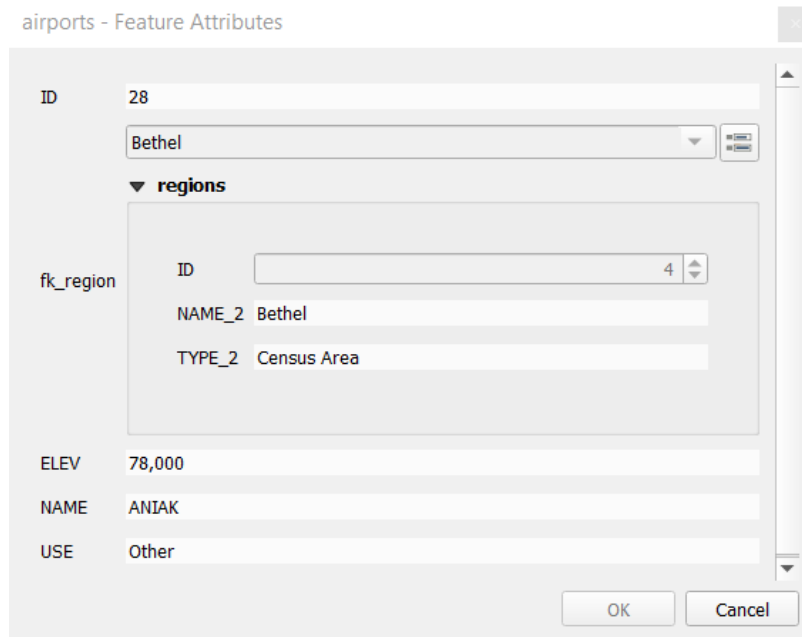 airports - Feature Attributes
ID 28
Bethel
regions
fk_region
ID 4
NAME_2 Bethel
TYPE_2 Census Area
ELEV 78,000
NAME ANIAK
USE Other
OK Cancel